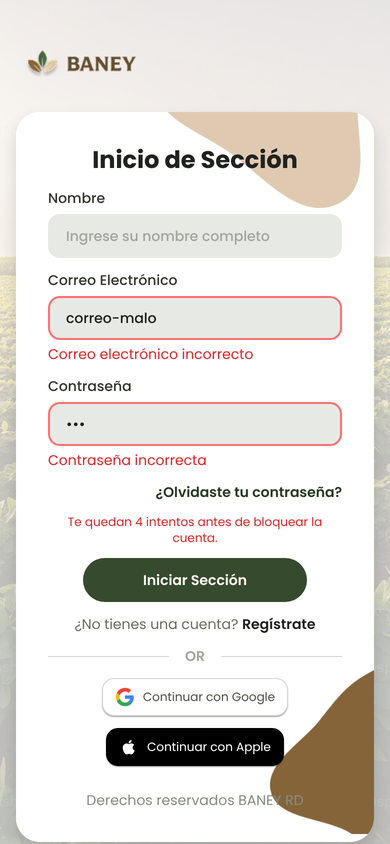 BANEY
Inicio de Sección
Nombre
Ingrese su nombre completo
Correo Electrónico
correo-malo
Correo electrónico incorrecto
Contraseña
•••
Contraseña incorrecta
¿Olvidaste tu contraseña?
Te quedan 4 intentos antes de bloquear la
cuenta.
Iniciar Sección
¿No tienes una cuenta? Regístrate
OR
Continuar con Google
Continuar con Apple
Derechos reservados BANEY RD